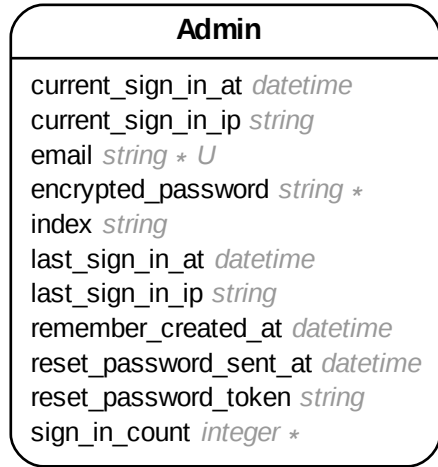 Admin
current_sign_in_at datetime
current_sign_in_ip string
email string * U
encrypted_password string *
index string
last_sign_in_at datetime
last_sign_in_ip string
remember_created_at datetime
reset_password_sent_at datetime
reset_password_token string
sign_in_count integer *